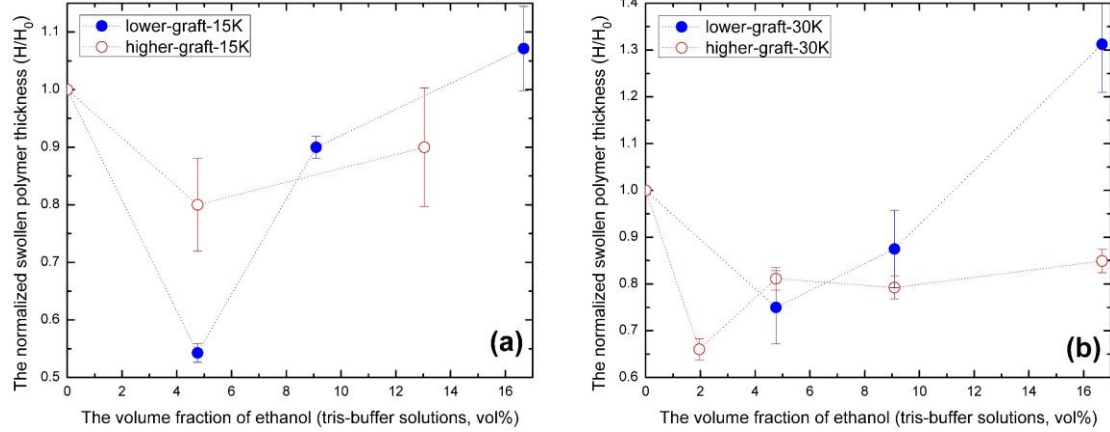 The normalized swollen polymer thickness (H/H₀)
1.1
1.0
0.9
0.8
0.7
0.6
0.5
lower-graft-15K
higher-graft-15K
(a)
0 2 4 6 8 10 12 14 16
The volume fraction of ethanol (tris-buffer solutions, vol%)
The normalized swollen polymer thickness (H/H₀)
1.4
1.3
1.2
1.1
1.0
0.9
0.8
0.7
0.6
lower-graft-30K
higher-graft-30K
(b)
0 2 4 6 8 10 12 14 16
The volume fraction of ethanol (tris-buffer solutions, vol%)